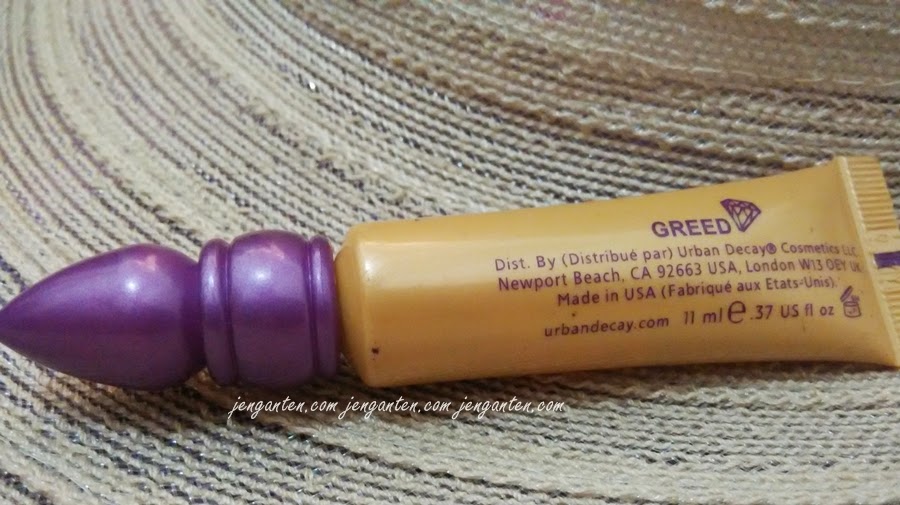 GREED
Dist. By (Distribué par) Urban Decay® Cosmetics LLC,
Newport Beach, CA 92663 USA, London W13 OEY UK
Made in USA (Fabriqué aux Etats-Unis).
urbandecay.com 11 ml ℮ .37 US fl oz
jenganten.com jenganten.com jenganten.com